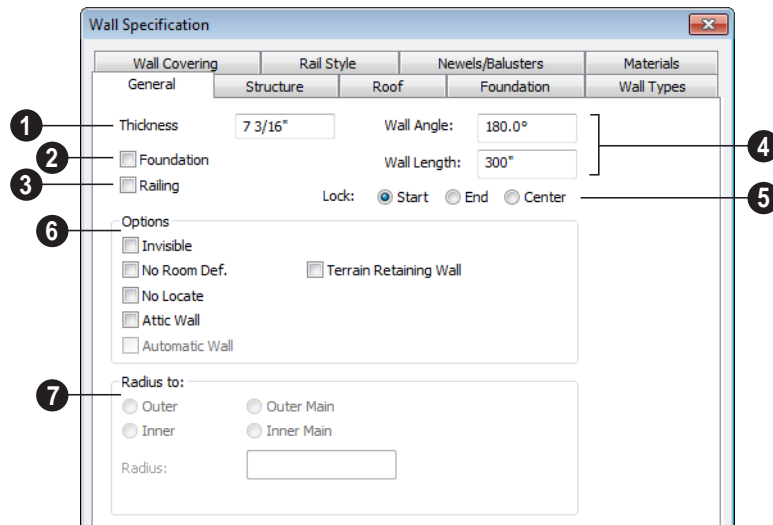 Wall Specification
Wall Covering Rail Style Newels/Balusters Materials
General Structure Roof Foundation Wall Types
1 Thickness 7 3/16" Wall Angle: 180.0° 4
2 Foundation Wall Length: 300"
3 Railing
Lock: Start End Center 5
6 Options
Invisible
No Room Def. Terrain Retaining Wall
No Locate
Attic Wall
Automatic Wall
7 Radius to:
Outer Outer Main
Inner Inner Main
Radius: